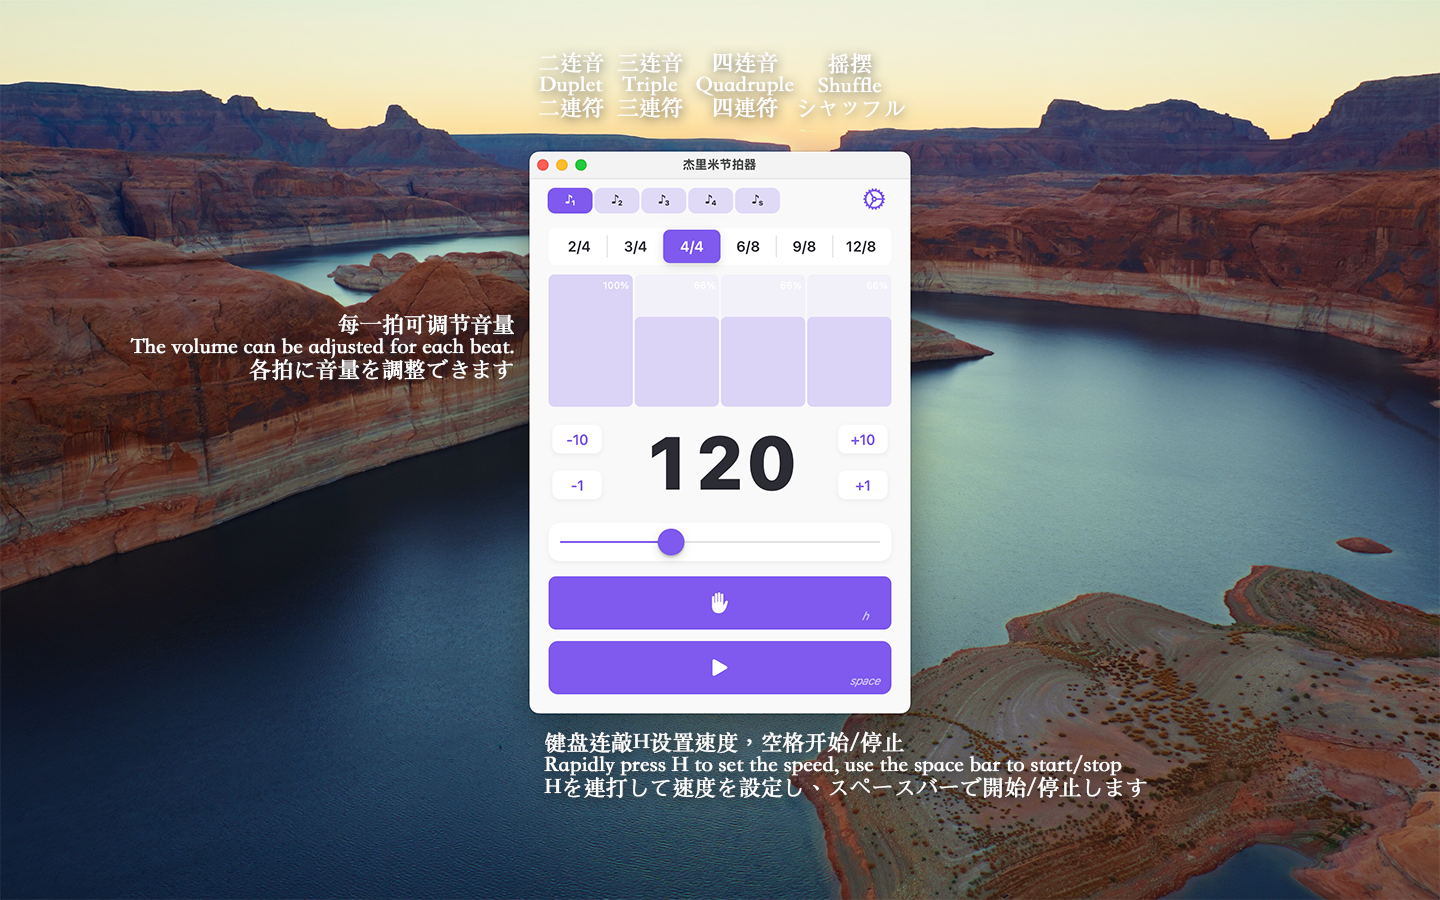 二连音 三连音 四连音 摇摆
Duplet Triple Quadruple Shuffle
二連符 三連符 四連符 シャッフル
杰里米节拍器
♪1 ♪2 ♪3 ♪4 ♪5
2/4 3/4 4/4 6/8 9/8 12/8
100% 66% 66% 66%
每一拍可调节音量
The volume can be adjusted for each beat.
各拍に音量を調整できます
-10 120 +10
-1 +1
h
space
键盘连敲H设置速度，空格开始/停止
Rapidly press H to set the speed, use the space bar to start/stop
Hを連打して速度を設定し、スペースバーで開始/停止します